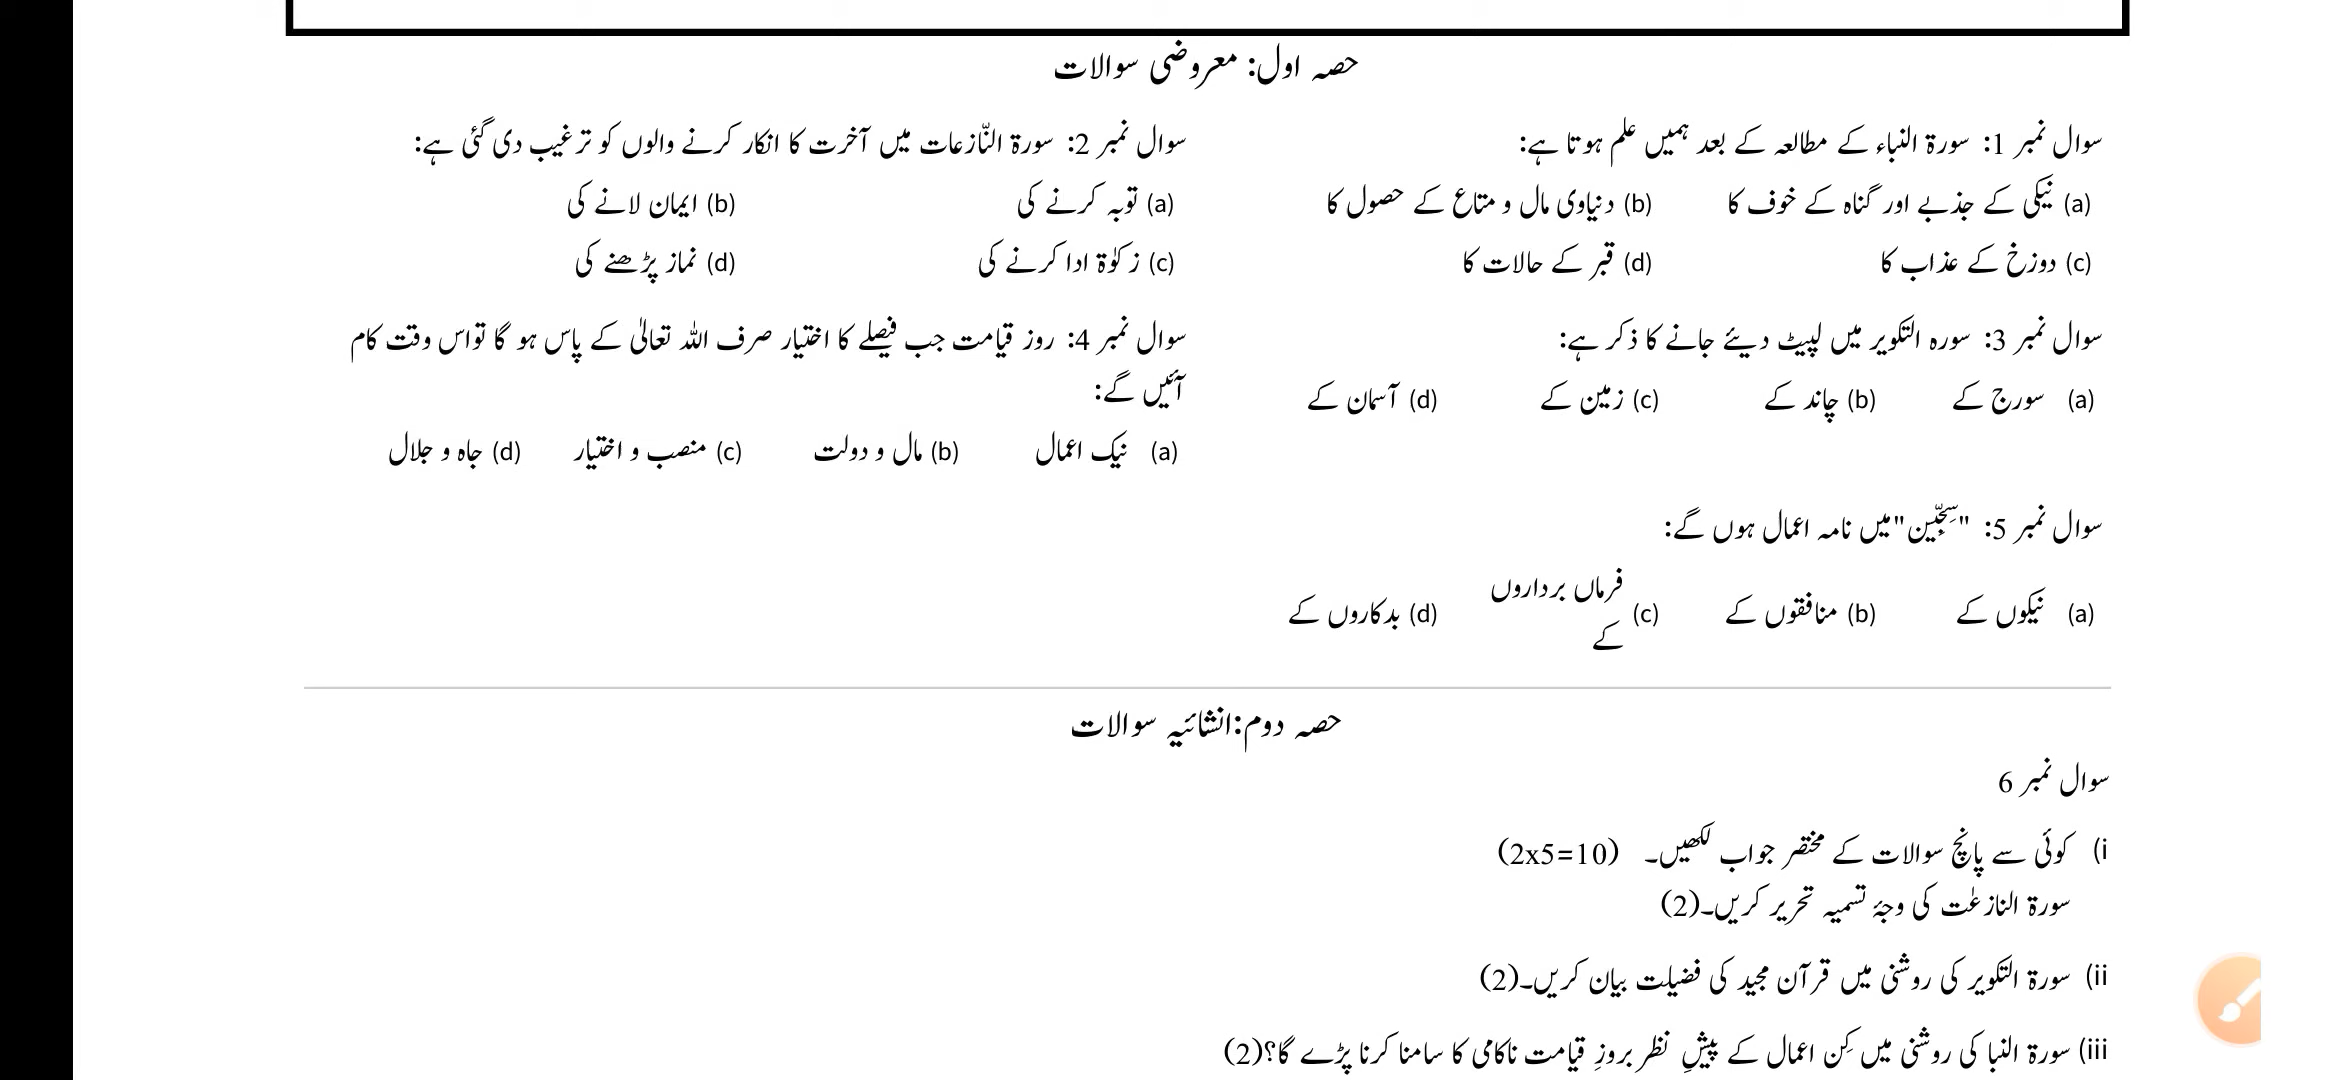 حصہ اول: معروضی سوالات
سوال نمبر 1: سورۃ النباء کے مطالعہ کے بعد ہمیں علم ہوتا ہے:
(a) نیکی کے جذبے اور گناہ کے خوف کا (b) دنیاوی مال و متاع کے حصول کا
(c) دوزخ کے عذاب کا (d) قبر کے حالات کا
سوال نمبر 2: سورۃ النّازعات میں آخرت کا انکار کرنے والوں کو ترغیب دی گئی ہے:
(a) توبہ کرنے کی (b) ایمان لانے کی
(c) زکوٰۃ ادا کرنے کی (d) نماز پڑھنے کی
سوال نمبر 3: سورہ التکویر میں لپیٹ دیئے جانے کا ذکر ہے:
(a) سورج کے (b) چاند کے (c) زمین کے (d) آسمان کے
سوال نمبر 4: روز قیامت جب فیصلے کا اختیار صرف اللہ تعالیٰ کے پاس ہو گا تواس وقت کام
آئیں گے:
(a) نیک اعمال (b) مال و دولت (c) منصب و اختیار (d) جاہ و جلال
سوال نمبر 5: "سِجِّین"میں نامہ اعمال ہوں گے:
(a) نیکوں کے (b) منافقوں کے (c) فرماں برداروں کے (d) بدکاروں کے
حصہ دوم:انشائیہ سوالات
سوال نمبر 6
i) کوئی سے پانچ سوالات کے مختصر جواب لکھیں۔ (2x5=10)
سورۃ النازعٰت کی وجۂ تسمیہ تحریر کریں۔(2)
ii) سورۃ التکویر کی روشنی میں قرآن مجید کی فضیلت بیان کریں۔(2)
iii) سورۃ النبا کی روشنی میں کِن اعمال کے پیشِ نظر بروزِ قیامت ناکامی کا سامنا کرنا پڑے گا؟(2)